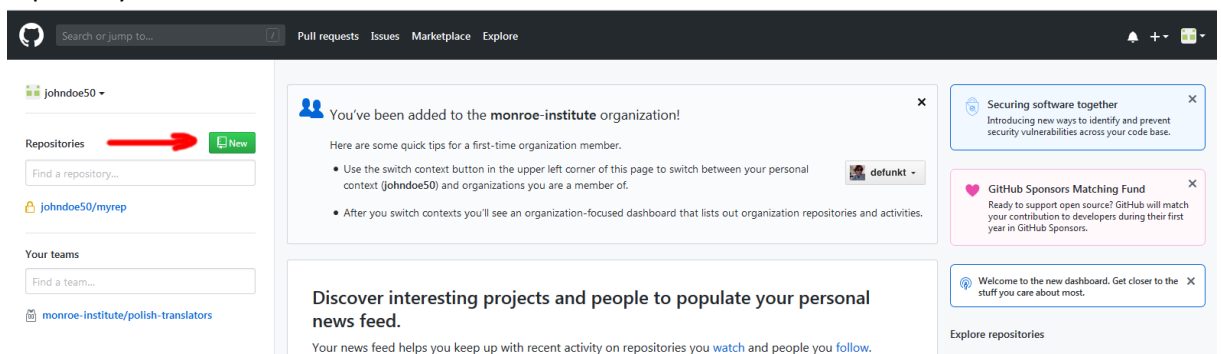 Search or jump to...
/
Pull requests Issues Marketplace Explore
johndoe50
Repositories
New
Find a repository...
johndoe50/myrep
Your teams
Find a team...
monroe-institute/polish-translators
You've been added to the monroe-institute organization!
Here are some quick tips for a first-time organization member.
Use the switch context button in the upper left corner of this page to switch between your personal
context (johndoe50) and organizations you are a member of.
defunkt
After you switch contexts you'll see an organization-focused dashboard that lists out organization repositories and activities.
Discover interesting projects and people to populate your personal
news feed.
Your news feed helps you keep up with recent activity on repositories you watch and people you follow.
Securing software together
Introducing new ways to identify and prevent
security vulnerabilities across your code base.
GitHub Sponsors Matching Fund
Ready to support open source? GitHub will match
your contribution to developers during their first
year in GitHub Sponsors.
Welcome to the new dashboard. Get closer to the
stuff you care about most.
Explore repositories